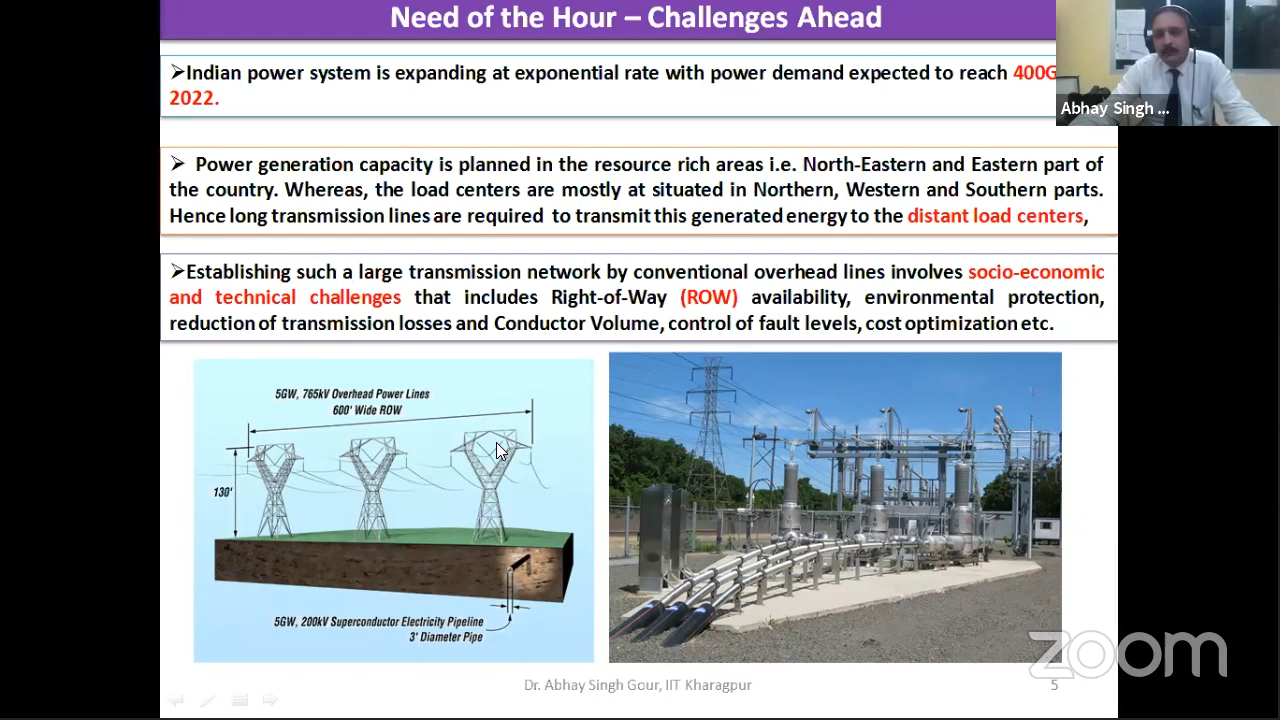 Need of the Hour – Challenges Ahead
➢Indian power system is expanding at exponential rate with power demand expected to reach 400G
2022.
➢ Power generation capacity is planned in the resource rich areas i.e. North-Eastern and Eastern part of
the country. Whereas, the load centers are mostly at situated in Northern, Western and Southern parts.
Hence long transmission lines are required to transmit this generated energy to the distant load centers,
➢Establishing such a large transmission network by conventional overhead lines involves socio-economic
and technical challenges that includes Right-of-Way (ROW) availability, environmental protection,
reduction of transmission losses and Conductor Volume, control of fault levels, cost optimization etc.
5GW, 765kV Overhead Power Lines
600' Wide ROW
130'
5GW, 200kV Superconductor Electricity Pipeline
3' Diameter Pipe
Dr. Abhay Singh Gour, IIT Kharagpur
5
Abhay Singh ...
zoom